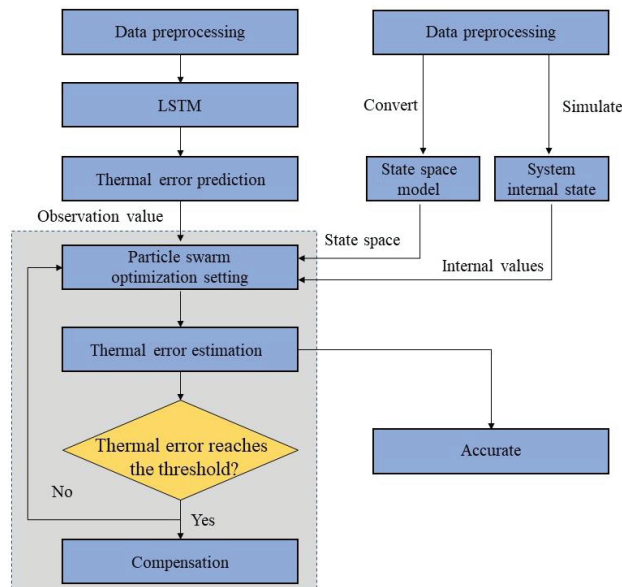 Data preprocessing
Data preprocessing
LSTM
Convert
Simulate
Thermal error prediction
State space
model
System
internal state
Observation value
State space
Internal values
Particle swarm
optimization setting
Thermal error estimation
Thermal error reaches
the threshold?
Accurate
No
Yes
Compensation